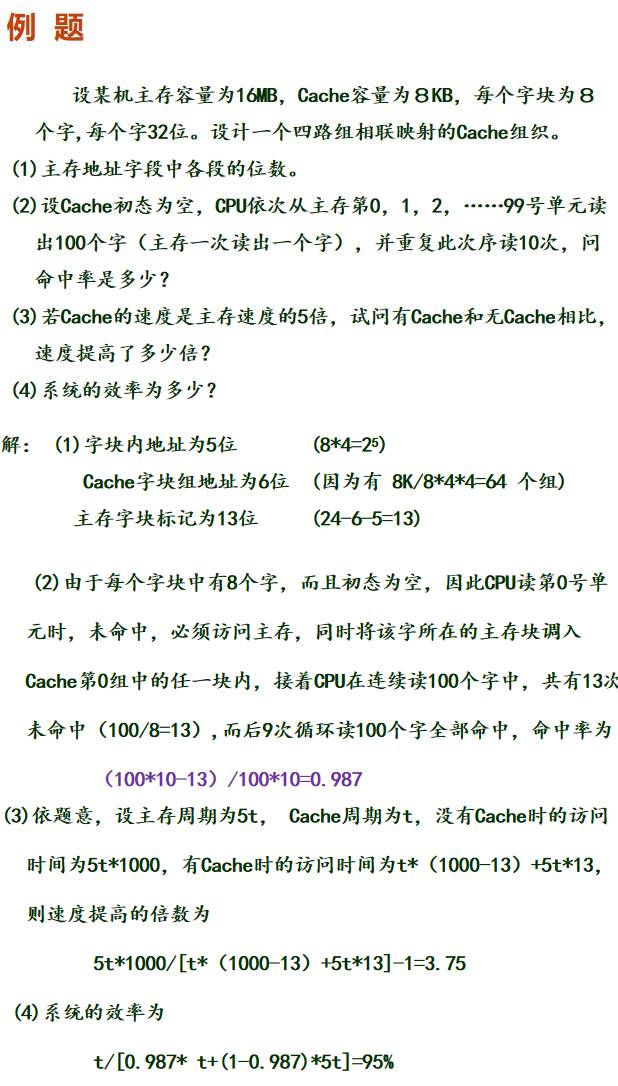 例 题
设某机主存容量为16MB，Cache容量为８KB，每个字块为８
个字,每个字32位。设计一个四路组相联映射的Cache组织。
(1)主存地址字段中各段的位数。
(2)设Cache初态为空，CPU依次从主存第0，1，2，……99号单元读
出100个字（主存一次读出一个字），并重复此次序读10次，问
命中率是多少？
(3)若Cache的速度是主存速度的5倍，试问有Cache和无Cache相比，
速度提高了多少倍？
(4)系统的效率为多少？
解： (1)字块内地址为5位 (8*4=2⁵)
Cache字块组地址为6位 (因为有 8K/8*4*4=64 个组)
主存字块标记为13位 (24-6-5=13)
(2)由于每个字块中有8个字，而且初态为空，因此CPU读第0号单
元时，未命中，必须访问主存，同时将该字所在的主存块调入
Cache第0组中的任一块内，接着CPU在连续读100个字中，共有13次
未命中（100/8=13）,而后9次循环读100个字全部命中，命中率为
（100*10-13）/100*10=0.987
(3)依题意，设主存周期为5t， Cache周期为t，没有Cache时的访问
时间为5t*1000，有Cache时的访问时间为t*（1000-13）+5t*13，
则速度提高的倍数为
5t*1000/[t*（1000-13）+5t*13]-1=3.75
(4)系统的效率为
t/[0.987* t+(1-0.987)*5t]=95%